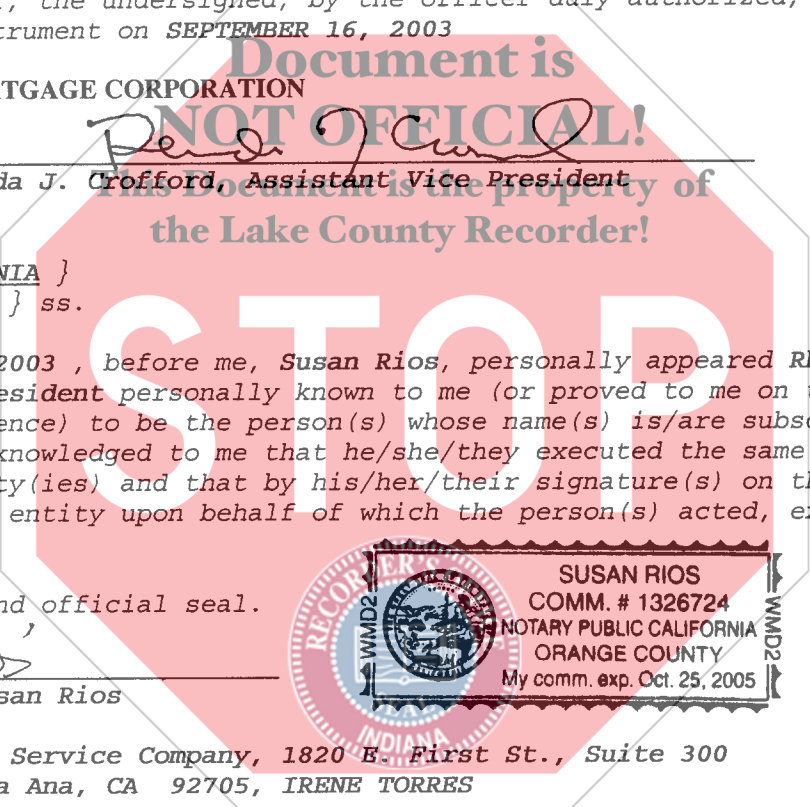 the undersigned, by the officer duly authorized,
trument on SEPTEMBER 16, 2003
Document is
TGAGE CORPORATION
NOT OFFICIAL!
da J. Crofford, Assistant Vice President
This Document is the property of
the Lake County Recorder!
NIA }
} ss.
STOP
2003 , before me, Susan Rios, personally appeared R
esident personally known to me (or proved to me on t
ence) to be the person(s) whose name(s) is/are subsc
knowledged to me that he/she/they executed the same
ty(ies) and that by his/her/their signature(s) on th
entity upon behalf of which the person(s) acted, ex
SUSAN RIOS
COMM. # 1326724
NOTARY PUBLIC CALIFORNIA
ORANGE COUNTY
My comm. exp. Oct. 25, 2005
WMD2
WMD2
RECORDER'S
SEAL
INDIANA
nd official seal.
san Rios
Service Company, 1820 E. First St., Suite 300
a Ana, CA 92705, IRENE TORRES